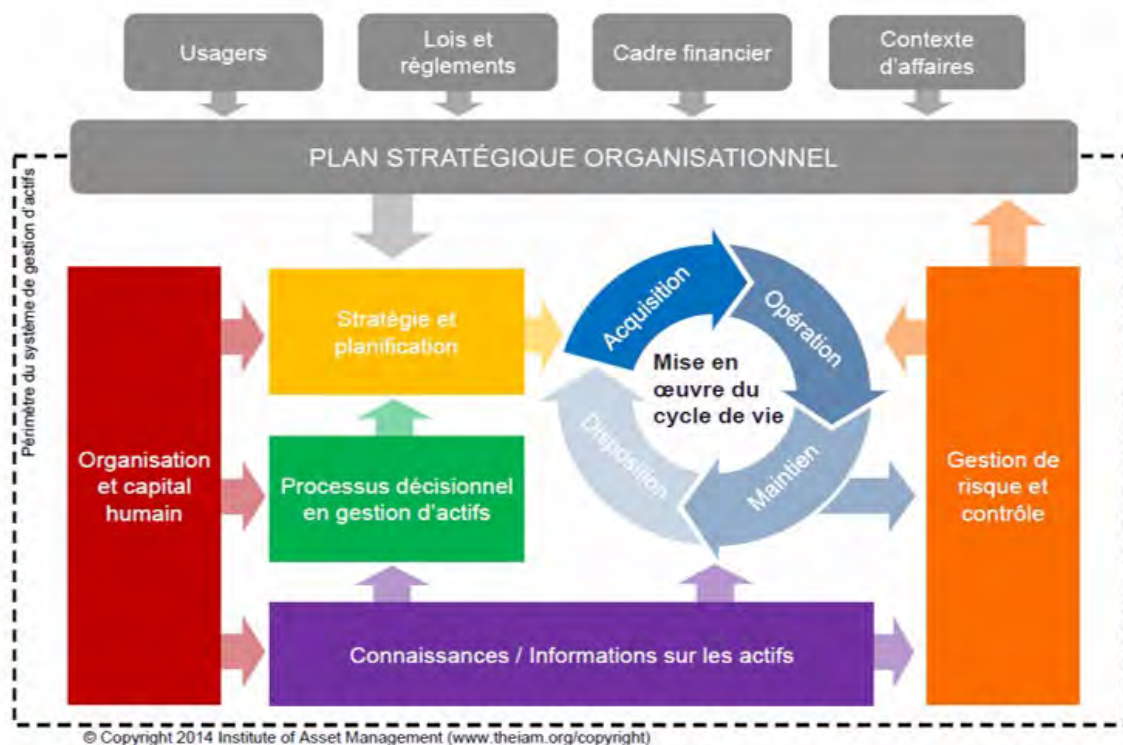 Usagers
Lois et
règlements
Cadre financier
Contexte
d'affaires
PLAN STRATÉGIQUE ORGANISATIONNEL
Périmètre du système de gestion d'actifs
Organisation
et capital
humain
Stratégie et
planification
Processus décisionnel
en gestion d'actifs
Acquisition
Opération
Maintien
Disposition
Mise en
œuvre du
cycle de vie
Gestion de
risque et
contrôle
Connaissances / Informations sur les actifs
© Copyright 2014 Institute of Asset Management (www.theiam.org/copyright)